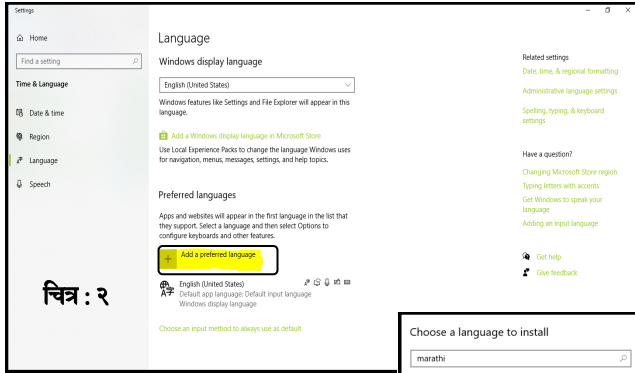 Settings
Home
Find a setting
Time & Language
Date & time
Region
Language
Speech
चित्र : २
Language
Windows display language
English (United States)
Windows features like Settings and File Explorer will appear in this
language.
Add a Windows display language in Microsoft Store
Use Local Experience Packs to change the language Windows uses
for navigation, menus, messages, settings, and help topics.
Preferred languages
Apps and websites will appear in the first language in the list that
they support. Select a language and then select Options to
configure keyboards and other features.
Add a preferred language
English (United States)
Default app language; Default input language
Windows display language
Choose an input method to always use as default
Related settings
Date, time, & regional formatting
Administrative language settings
Spelling, typing, & keyboard
settings
Have a question?
Changing Microsoft Store region
Typing letters with accents
Get Windows to speak your
language
Adding an input language
Get help
Give feedback
Choose a language to install
marathi